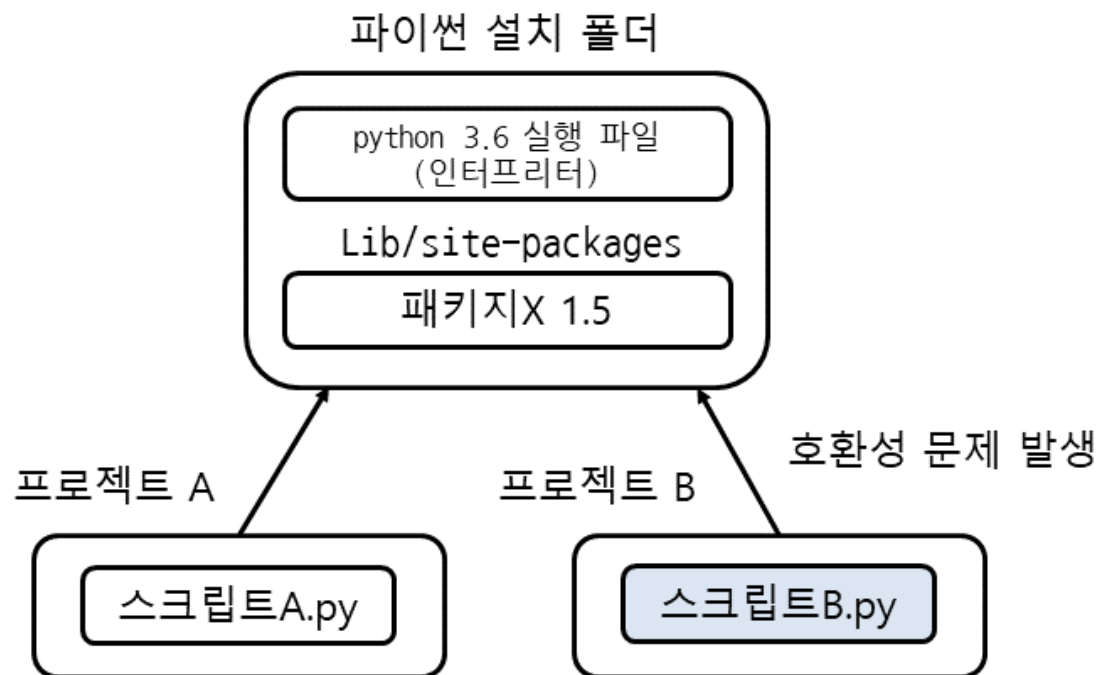 파이썬 설치 폴더
python 3.6 실행 파일
(인터프리터)
Lib/site-packages
패키지X 1.5
호환성 문제 발생
프로젝트 A
프로젝트 B
스크립트A.py
스크립트B.py